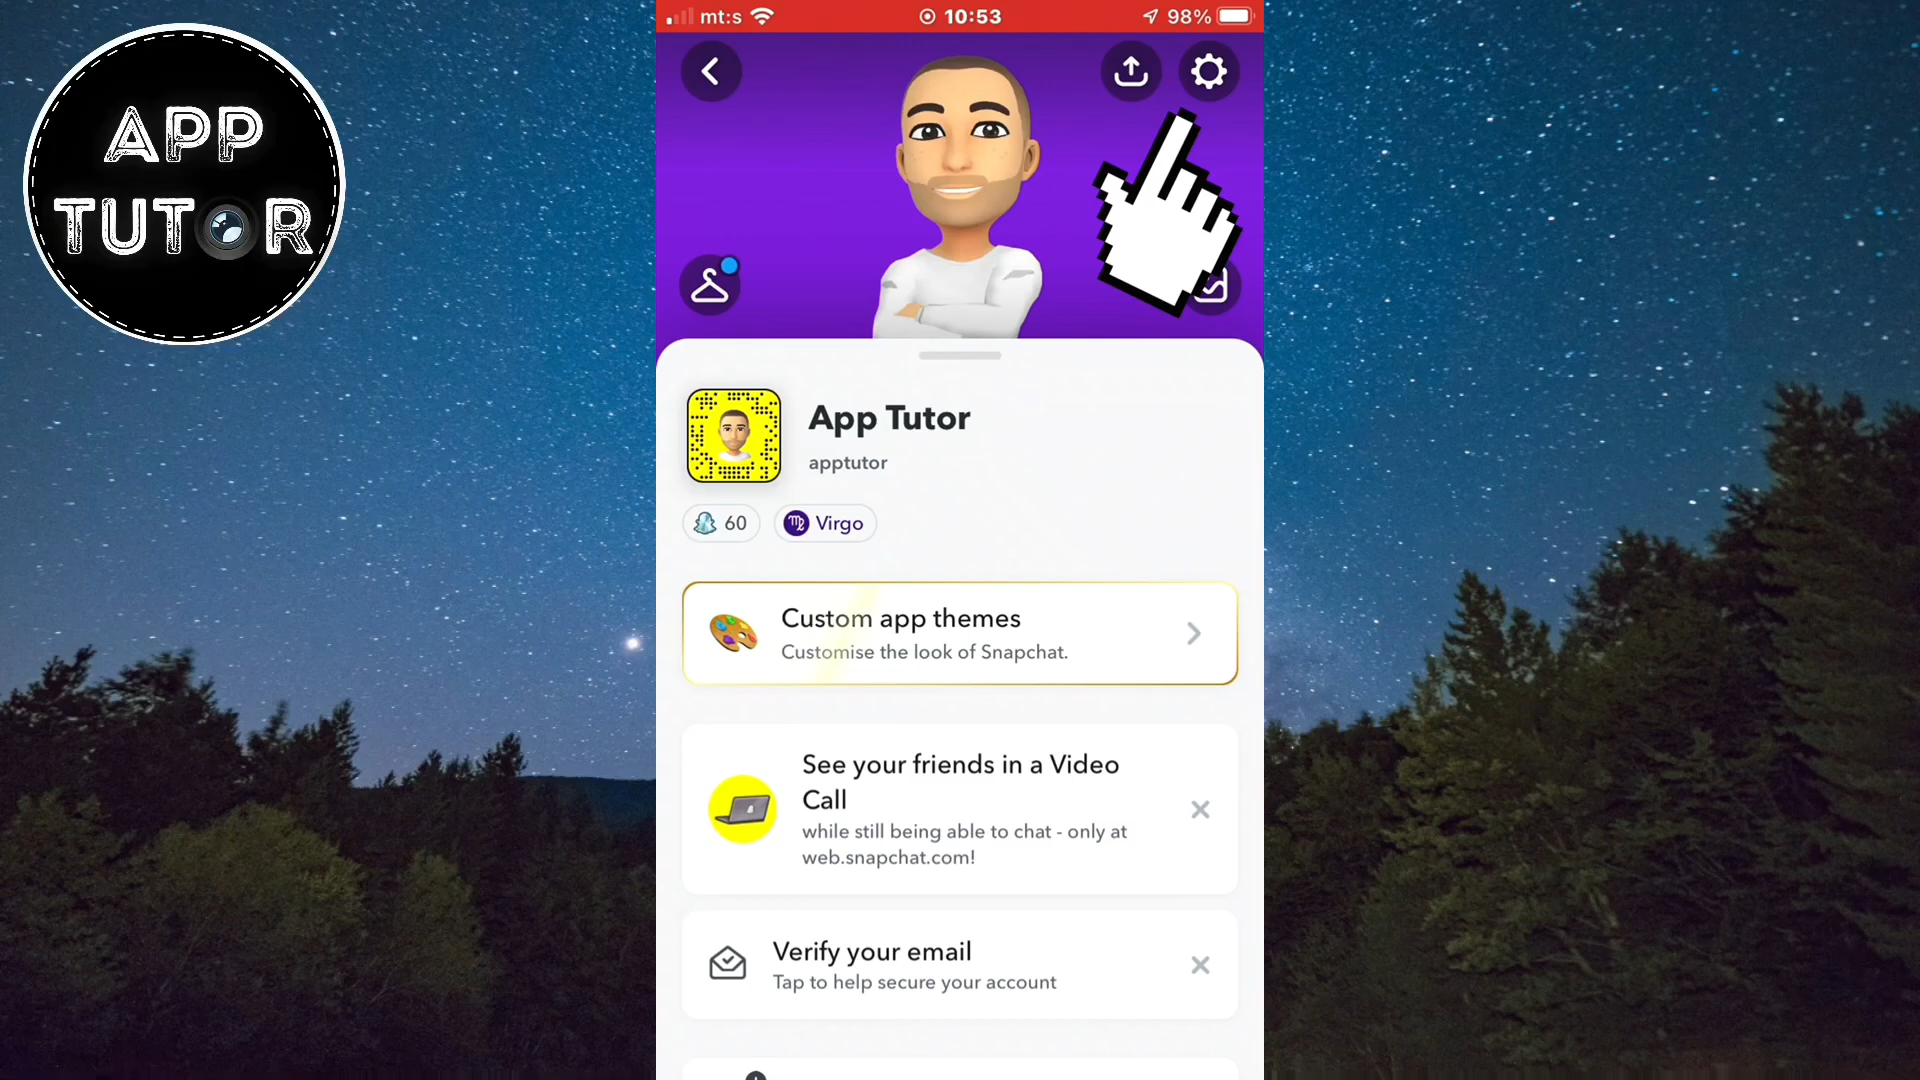 APP
TUTOR
mt:s
10:53
98%
App Tutor
apptutor
60
Virgo
Custom app themes
Customise the look of Snapchat.
See your friends in a Video
Call
while still being able to chat - only at
web.snapchat.com!
Verify your email
Tap to help secure your account